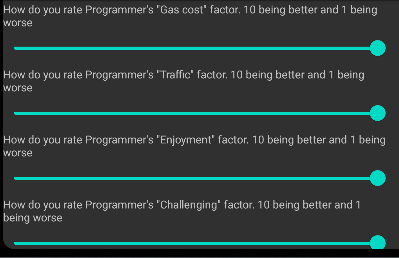 How do you rate Programmer's "Gas cost" factor. 10 being better and 1 being
worse
How do you rate Programmer's "Traffic" factor. 10 being better and 1 being
worse
How do you rate Programmer's "Enjoyment" factor. 10 being better and 1 being
worse
How do you rate Programmer's "Challenging" factor. 10 being better and 1
being worse